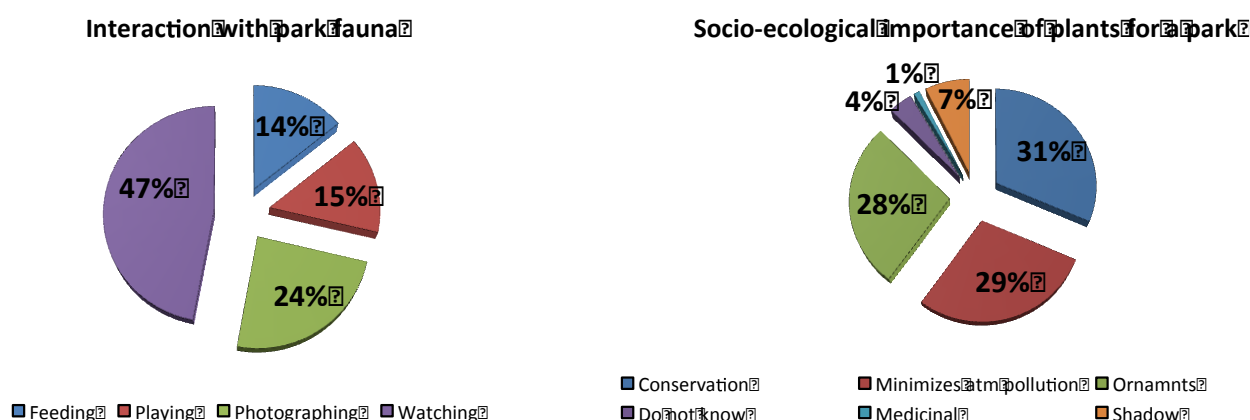 Interaction with park fauna
14%
15%
24%
47%
Feeding Playing Photographing Watching
Socio-ecological importance of plants for a park
31%
29%
28%
4%
1%
7%
Conservation Minimizes atm pollution Ornamnts
Do not know Medicinal Shadow